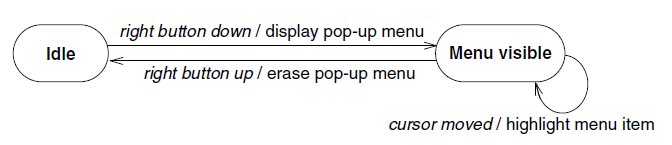 right button down / display pop-up menu
Idle
Menu visible
right button up / erase pop-up menu
cursor moved / highlight menu item